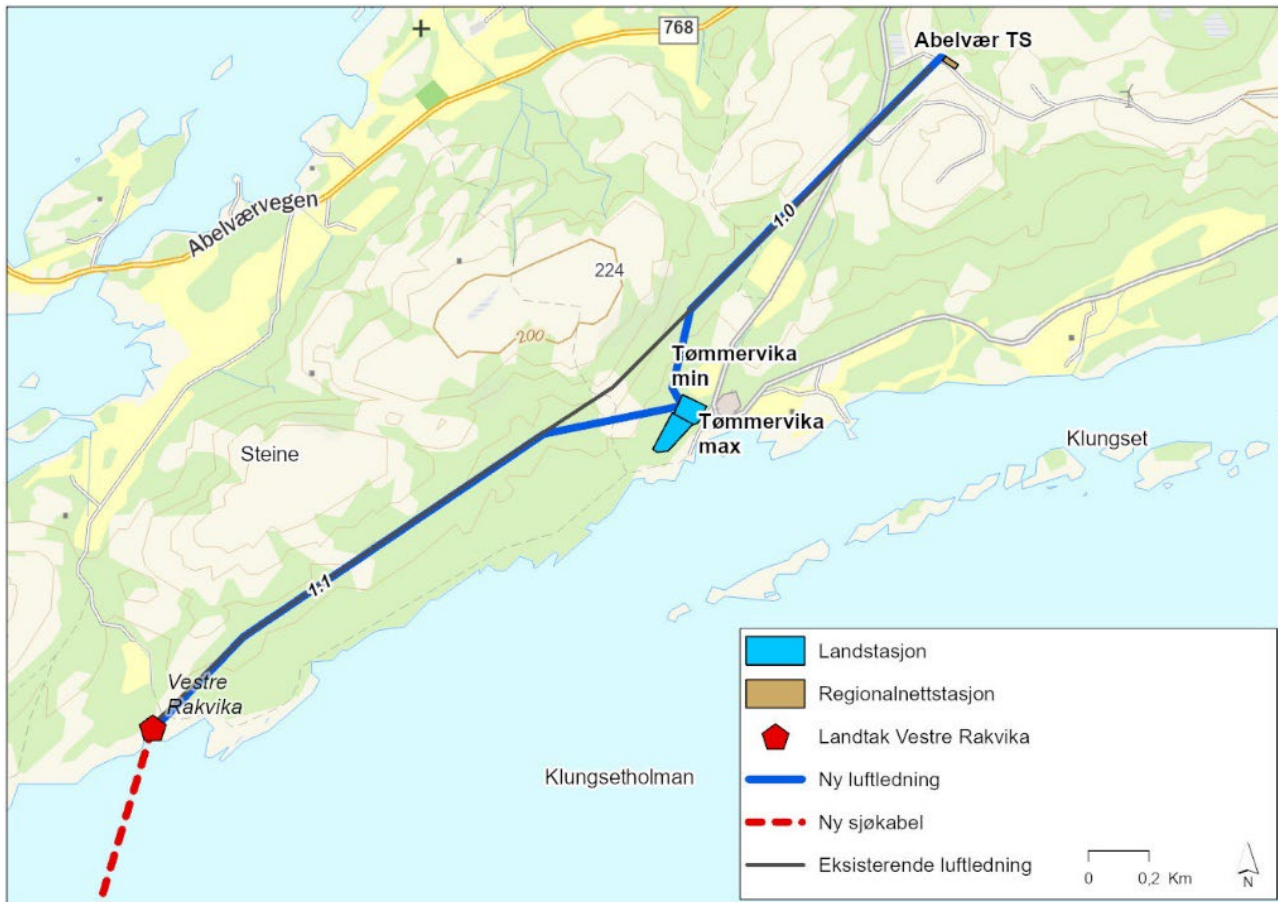 768
Abelvær TS
Abelværvegen
1:0
224
200
Tømmervika
min
Tømmervika
max
Klungset
Steine
1:1
Vestre
Rakvika
Klungsetholman
Landstasjon
Regionalnettstasjon
Landtak Vestre Rakvika
Ny luftledning
Ny sjøkabel
Eksisterende luftledning
0 0,2 Km
N